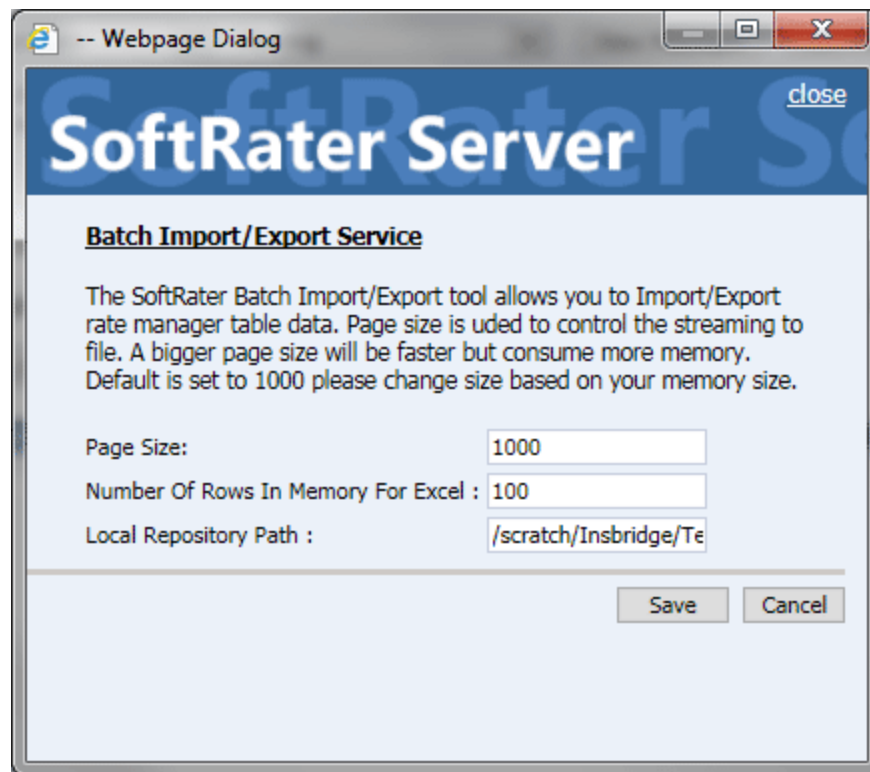 -- Webpage Dialog
close
SoftRater Server
Batch Import/Export Service
The SoftRater Batch Import/Export tool allows you to Import/Export
rate manager table data. Page size is uded to control the streaming to
file. A bigger page size will be faster but consume more memory.
Default is set to 1000 please change size based on your memory size.
Page Size: 1000
Number Of Rows In Memory For Excel : 100
Local Repository Path : /scratch/Insbridge/Te
Save Cancel